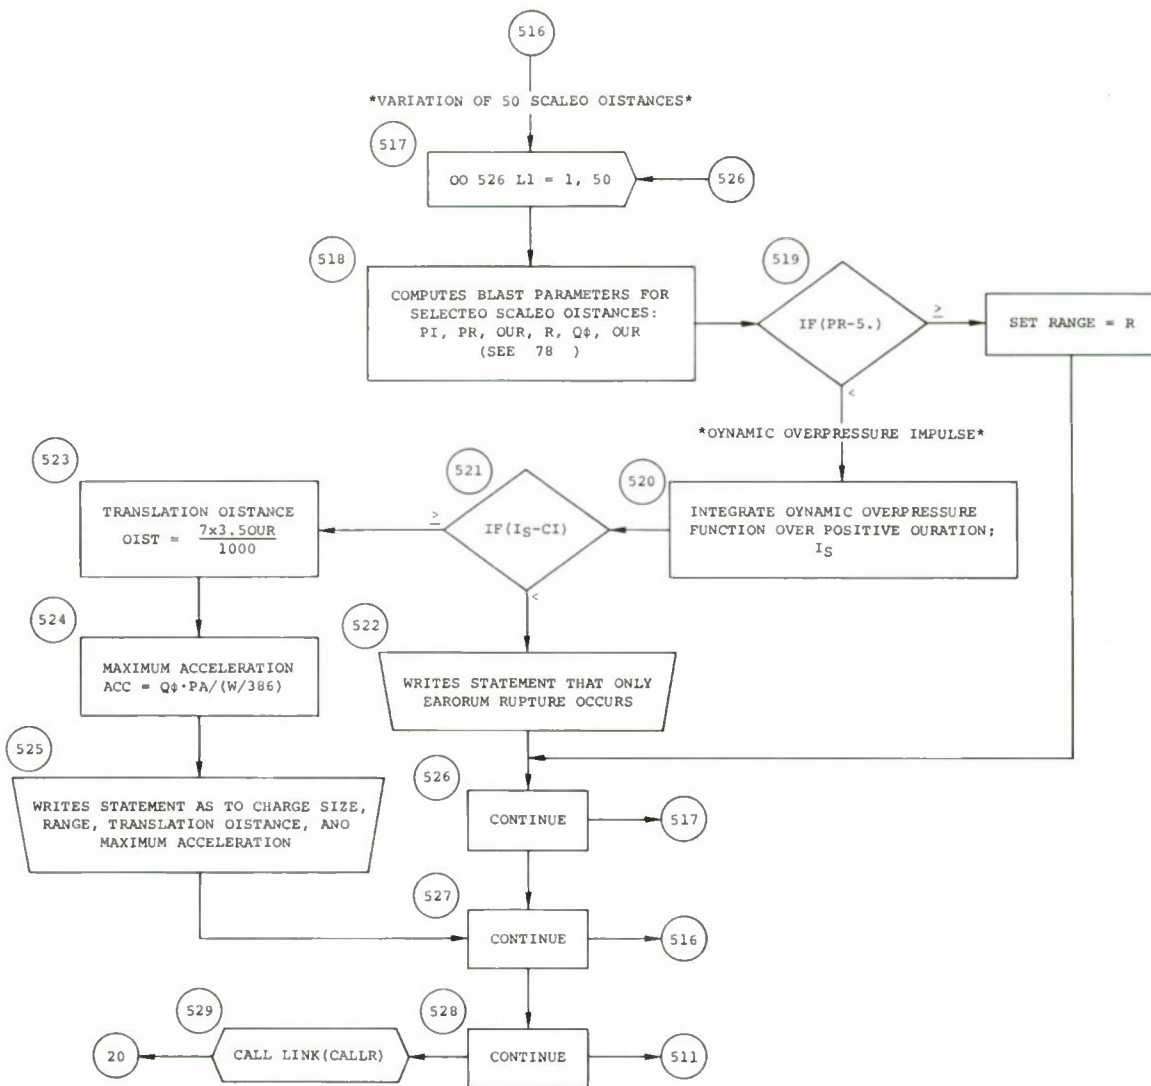 516
*VARIATION OF 50 SCALEO OISTANCES*
517
OO 526 L1 = 1, 50
526
518
COMPUTES BLAST PARAMETERS FOR
SELECTEO SCALEO OISTANCES:
PI, PR, OUR, R, Qϕ, OUR
(SEE 78 )
519
IF(PR-5.)
≥
SET RANGE = R
<
*OYNAMIC OVERPRESSURE IMPULSE*
520
INTEGRATE DYNAMIC OVERPRESSURE
FUNCTION OVER POSITIVE OURATION;
IS
521
IF(IS-CI)
≥
<
523
TRANSLATION DISTANCE
OIST = 7x3.5OUR
1000
524
MAXIMUM ACCELERATION
ACC = Qϕ·PA/(W/386)
522
WRITES STATEMENT THAT ONLY
EARORUM RUPTURE OCCURS
525
WRITES STATEMENT AS TO CHARGE SIZE,
RANGE, TRANSLATION DISTANCE, ANO
MAXIMUM ACCELERATION
526
CONTINUE
517
527
CONTINUE
516
528
CONTINUE
511
529
CALL LINK(CALLR)
20